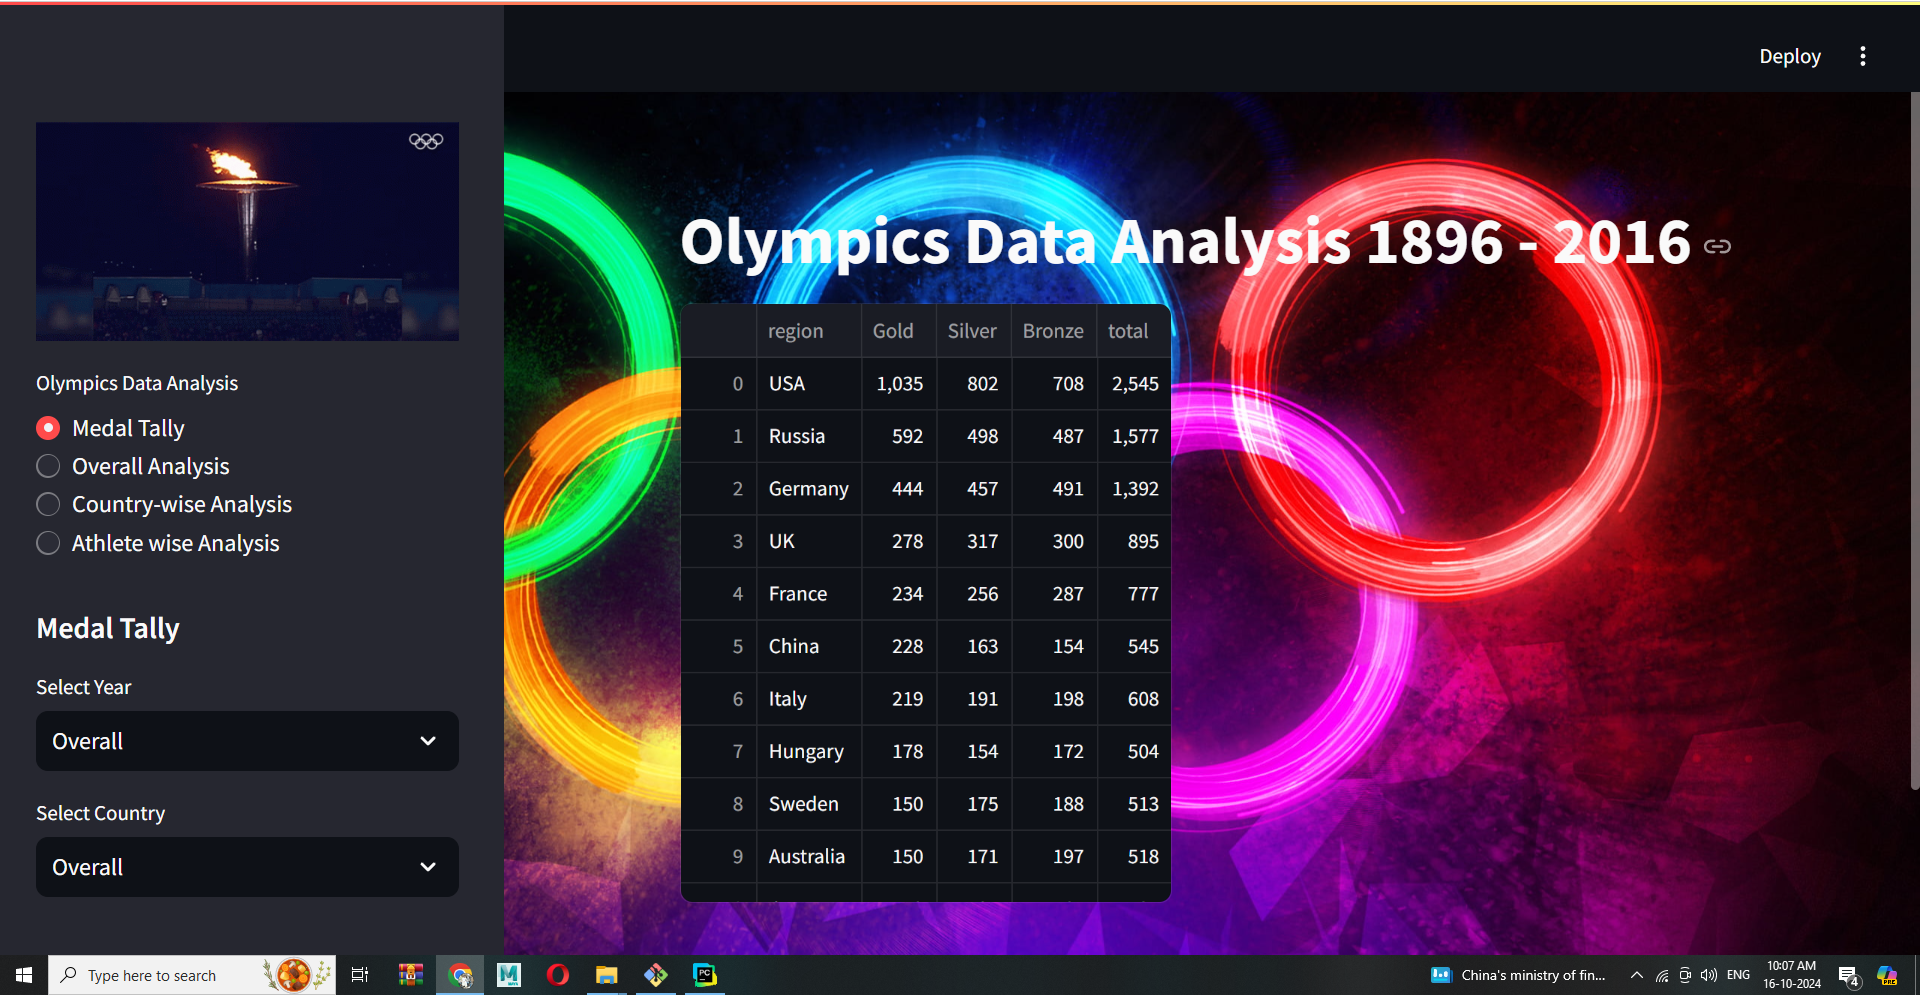 Deploy
Olympics Data Analysis
Medal Tally
Overall Analysis
Country-wise Analysis
Athlete wise Analysis
Medal Tally
Select Year
Overall
Select Country
Overall
Olympics Data Analysis 1896 - 2016
region Gold Silver Bronze total
0 USA 1,035 802 708 2,545
1 Russia 592 498 487 1,577
2 Germany 444 457 491 1,392
3 UK 278 317 300 895
4 France 234 256 287 777
5 China 228 163 154 545
6 Italy 219 191 198 608
7 Hungary 178 154 172 504
8 Sweden 150 175 188 513
9 Australia 150 171 197 518
Type here to search
M
PC
China's ministry of fin...
ENG
10:07 AM
16-10-2024
4
PRE